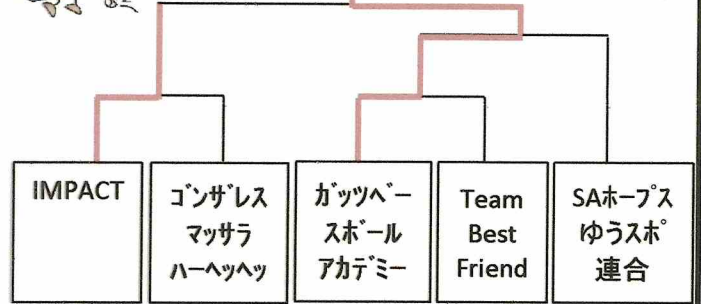 IMPACT
ゴンザレス
マッサラ
ハーヘッヘッ
ガッツベー
スボール
アカデミー
Team
Best
Friend
SAホープス
ゆうスポ
連合